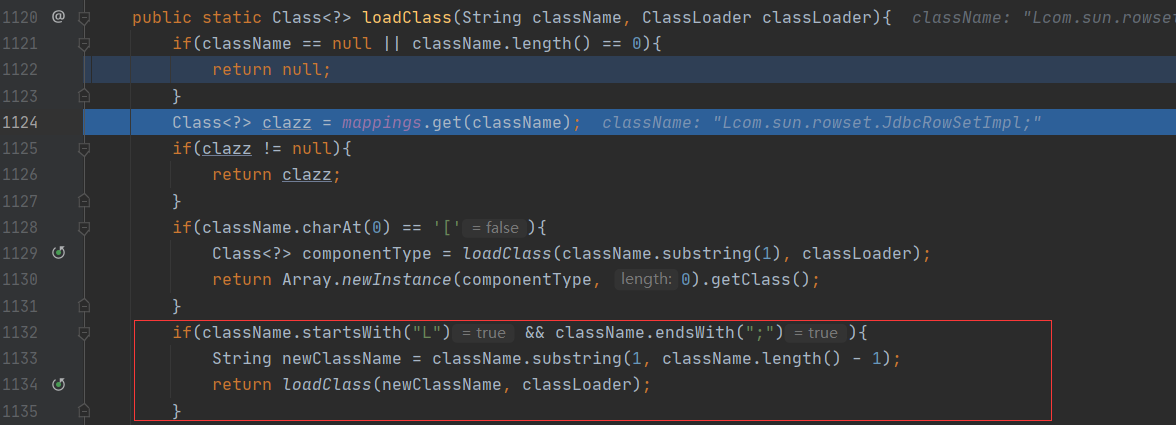 1120 @ public static Class<?> loadClass(String className, ClassLoader classLoader){ className: "Lcom.sun.rowset
1121 if(className == null || className.length() == 0){
1122 return null;
1123 }
1124 Class<?> clazz = mappings.get(className); className: "Lcom.sun.rowset.JdbcRowSetImpl;"
1125 if(clazz != null){
1126 return clazz;
1127 }
1128 if(className.charAt(0) == '[' = false ){
1129 Class<?> componentType = loadClass(className.substring(1), classLoader);
1130 return Array.newInstance(componentType, length: 0).getClass();
1131 }
1132 if(className.startsWith("L") = true && className.endsWith(";") = true ){
1133 String newClassName = className.substring(1, className.length() - 1);
1134 return loadClass(newClassName, classLoader);
1135 }